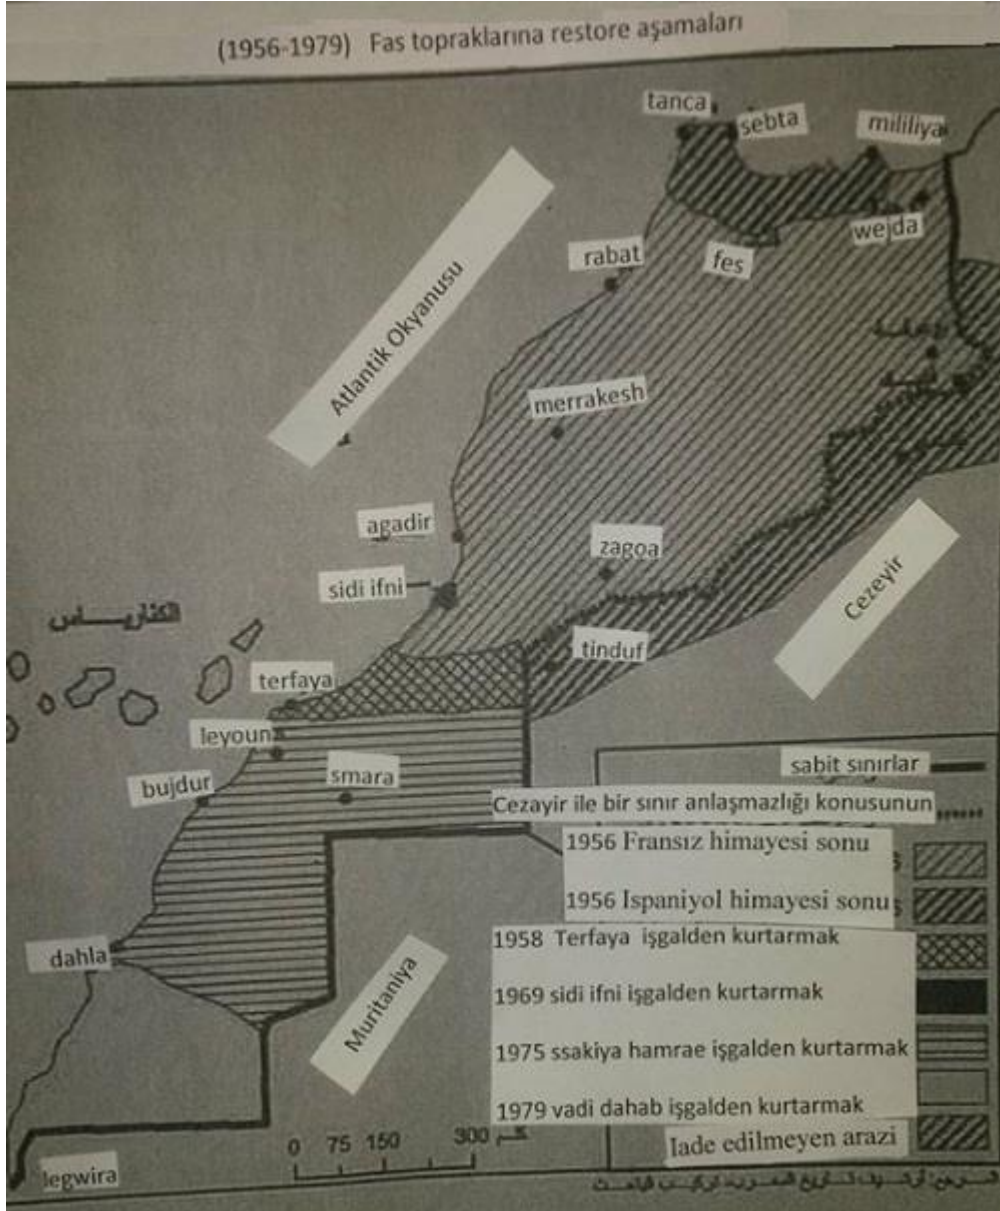 (1956-1979) Fas topraklarına restore aşamaları
tanca
sebta
mililiya
wejda
fes
rabat
Atlantik Okyanusu
merrakesh
agadir
zagoa
sidi ifni
Cezeyir
الكناريــــاس
tinduf
terfaya
leyoun
smara
bujdur
sabit sınırlar
Cezayir ile bir sınır anlaşmazlığı konusunun
1956 Fransız himayesi sonu
1956 Ispaniyol himayesi sonu
1958 Terfaya işgalden kurtarmak
dahla
1969 sidi ifni işgalden kurtarmak
Muritaniya
1975 ssakiya hamrae işgalden kurtarmak
1979 vadi dahab işgalden kurtarmak
0 75 150 300 كم
Iade edilmeyen arazi
legwira